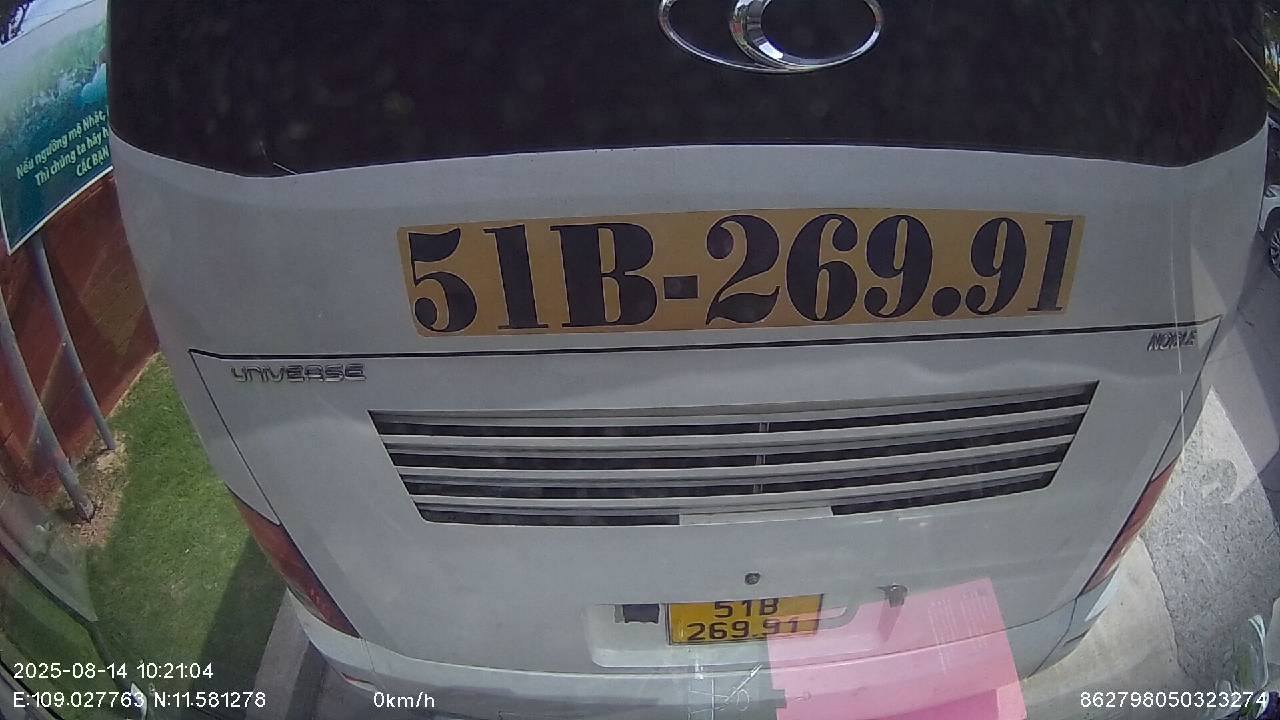 Nếu ngưỡng mộ Nhật,
Thì chúng ta hãy h
CÁC BẠN
51B-269.91
UNIVERSE
NOBLE
51B
269.91
2025-08-14 10:21:04
E:109.027763 N:11.581278
0km/h
862798050323274